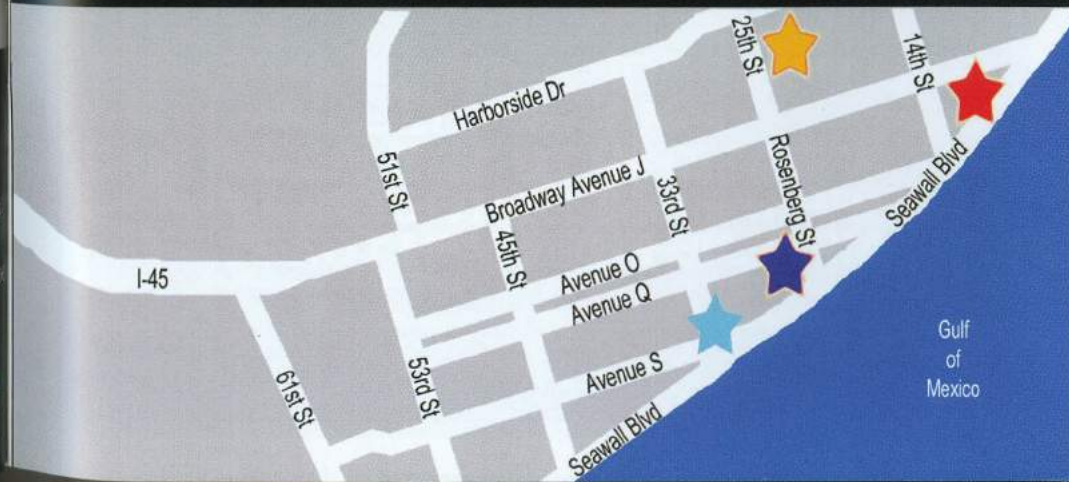 25th St
14th St
Harborside Dr
51st St
Broadway Avenue J
Rosenberg St
Seawall Blvd
33rd St
45th St
Avenue O
I-45
Avenue Q
Gulf
of
Mexico
61st St
53rd St
Avenue S
Seawall Blvd